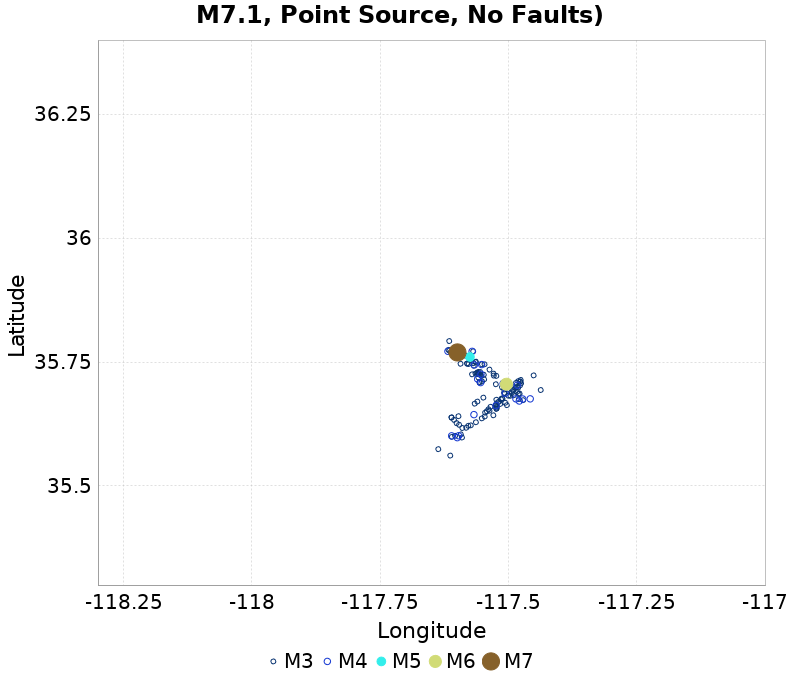 M7.1, Point Source, No Faults)
36.25
36
35.75
35.5
Latitude
-118.25 -118 -117.75 -117.5 -117.25 -117
Longitude
M3 M4 M5 M6 M7